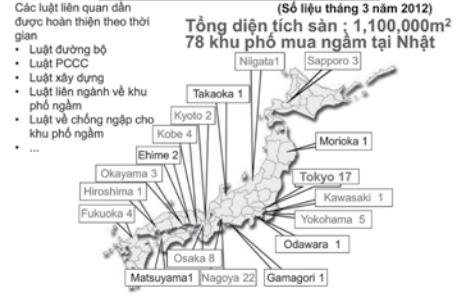 Các luật liên quan dần
được hoàn thiện theo thời
gian
• Luật đường bộ
• Luật PCCC
• Luật xây dựng
• Luật liên ngành về khu
phố ngầm
• Luật về chống ngập cho
khu phố ngầm
• ...
(Số liệu tháng 3 năm 2012)
Tổng diện tích sàn : 1,100,000m²
78 khu phố mua ngầm tại Nhật
Niigata1
Sapporo 3
Takaoka 1
Kyoto 2
Kobe 4
Morioka 1
Ehime 2
Okayama 3
Tokyo 17
Hiroshima 1
Kawasaki 1
Fukuoka 4
Yokohama 5
Odawara 1
Osaka 8
Matsuyama1
Nagoya 22
Gamagori 1